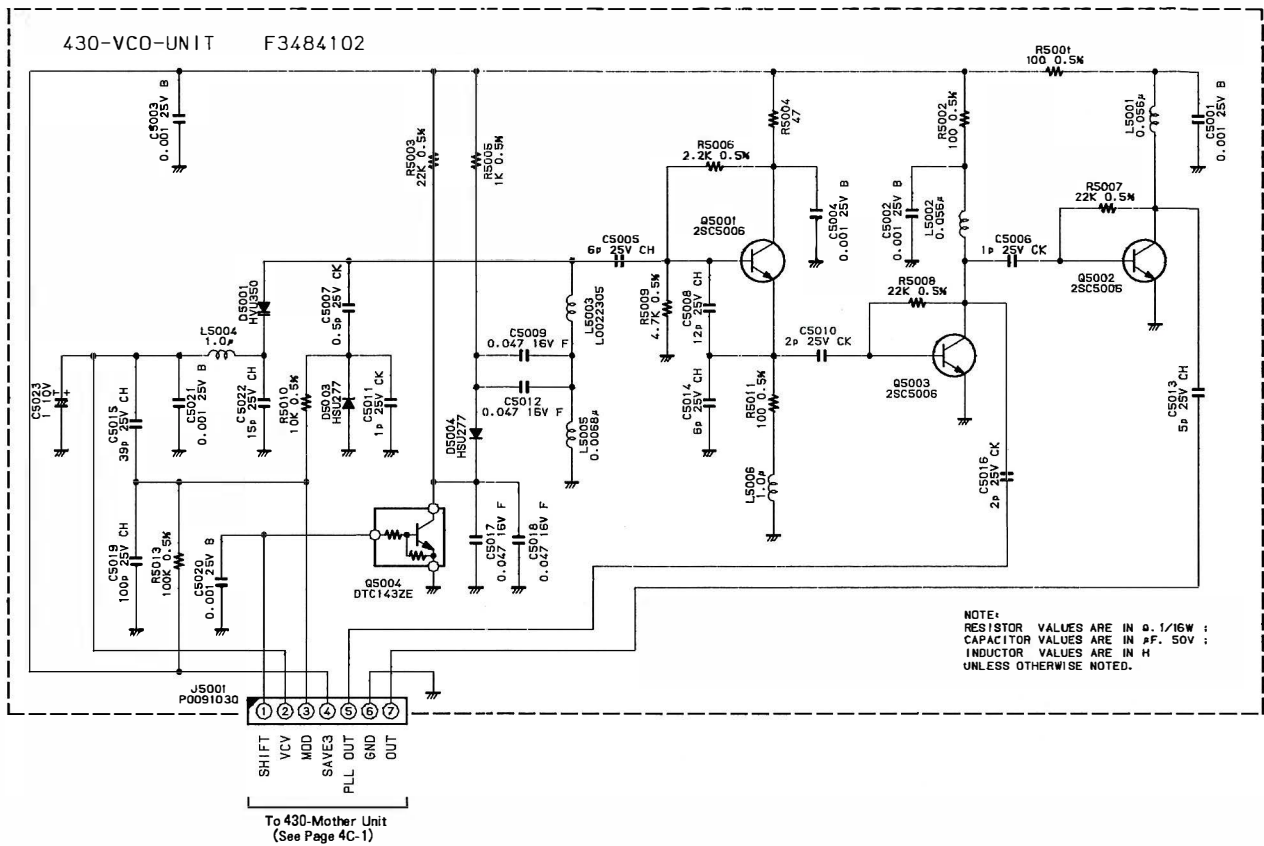 430-VCO-UNIT F3484102
C5003
0.001 25V B
R5003
22K 0.5%
R5005
1K 0.5%
R5004
47
R5006
2.2K 0.5%
R5002
100 0.5%
R5001
100 0.5%
L5001
0.056μ
C5001
0.001 25V B
C5005
6p 25V CH
Q5001
2SC5006
C5004
0.001 25V B
C5002
0.001 25V B
L5002
0.056μ
C5006
1p 25V CK
R5007
22K 0.5%
Q5002
2SC5006
D5001
HVU350
C5007
0.5p 25V CK
L5003
L0022305
R5009
4.7K 0.5%
C5008
12p 25V CH
R5008
22K 0.5%
L5004
1.0μ
C5009
0.047 16V F
C5010
2p 25V CK
Q5003
2SC5006
C5023
1 10V
T
+
C5015
39p 25V CH
C5021
0.001 25V B
C5022
15p 25V CH
R5010
10K 0.5%
D5003
HSU277
C5011
1p 25V CK
C5012
0.047 16V F
D5004
HSU277
L5005
0.0068μ
C5014
6p 25V CH
R5011
100 0.5%
C5013
5p 25V CH
C5016
2p 25V CK
L5006
1.0μ
C5019
100p 25V CH
R5013
100K 0.5%
C5020
0.001 25V B
Q5004
DTC143ZE
C5017
0.047 16V F
C5018
0.047 16V F
NOTE:
RESISTOR VALUES ARE IN Ω. 1/16W ;
CAPACITOR VALUES ARE IN μF. 50V ;
INDUCTOR VALUES ARE IN H
UNLESS OTHERWISE NOTED.
J5001
P0091030
1 2 3 4 5 6 7
SHIFT
VCV
MOD
SAVE3
PLL OUT
GND
OUT
To 430-Mother Unit
(See Page 4C-1)